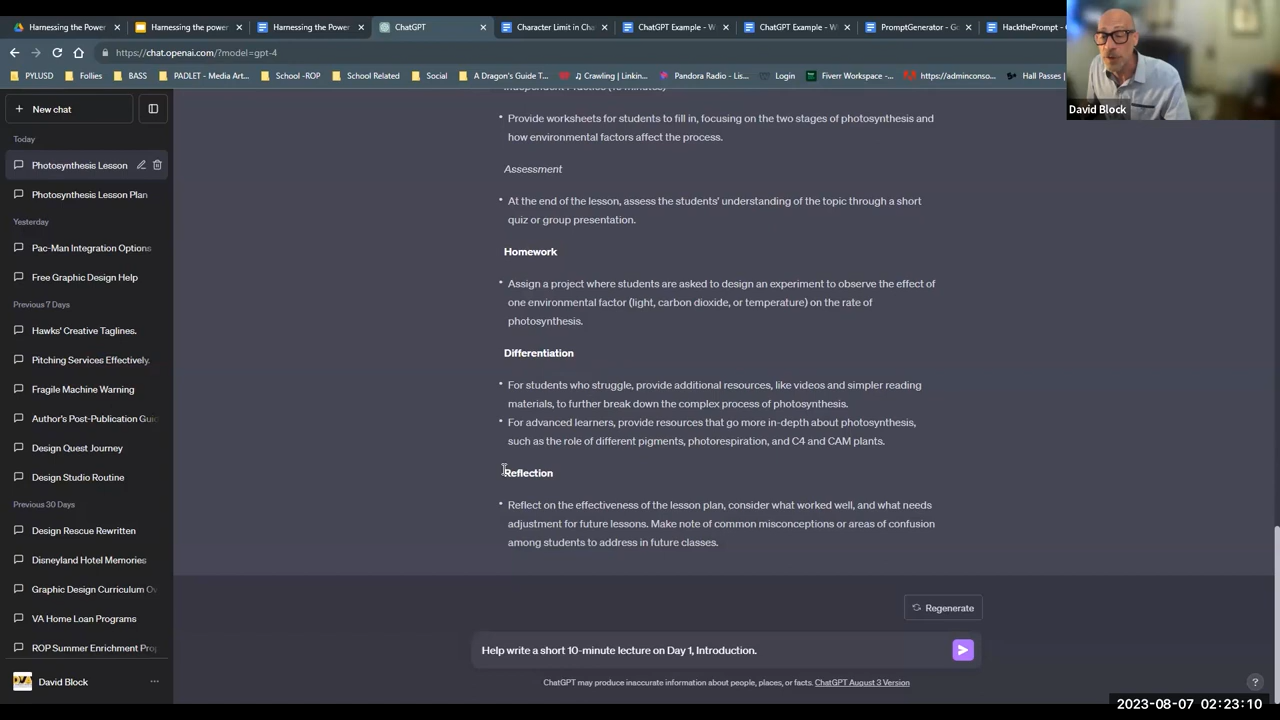 Harnessing the power
Harnessing the power
Harnessing the power
ChatGPT
Character Limit in Cha
ChatGPT Example - W
ChatGPT Example - W
PromptGenerator - Go
HackthePrompt -
https://chat.openai.com/?model=gpt-4
PYLUSD
Follies
BASS
PADLET - Media Art...
School -ROP
School Related
Social
A Dragon's Guide T...
Crawling | Linkin...
Pandora Radio - Lis...
Login
Fiverr Workspace -...
https://adminconso...
Hall Passes |
David Block
New chat
Today
Photosynthesis Lesson
Photosynthesis Lesson Plan
Yesterday
Pac-Man Integration Options
Free Graphic Design Help
Previous 7 Days
Hawks' Creative Taglines.
Pitching Services Effectively.
Fragile Machine Warning
Author's Post-Publication Guid
Design Quest Journey
Design Studio Routine
Previous 30 Days
Design Rescue Rewritten
Disneyland Hotel Memories
Graphic Design Curriculum Ov
VA Home Loan Programs
ROP Summer Enrichment Prog
David Block
...
Independent Practice (15 minutes)
• Provide worksheets for students to fill in, focusing on the two stages of photosynthesis and
how environmental factors affect the process.
Assessment
• At the end of the lesson, assess the students' understanding of the topic through a short
quiz or group presentation.
Homework
• Assign a project where students are asked to design an experiment to observe the effect of
one environmental factor (light, carbon dioxide, or temperature) on the rate of
photosynthesis.
Differentiation
• For students who struggle, provide additional resources, like videos and simpler reading
materials, to further break down the complex process of photosynthesis.
• For advanced learners, provide resources that go more in-depth about photosynthesis,
such as the role of different pigments, photorespiration, and C4 and CAM plants.
Reflection
• Reflect on the effectiveness of the lesson plan, consider what worked well, and what needs
adjustment for future lessons. Make note of common misconceptions or areas of confusion
among students to address in future classes.
Regenerate
Help write a short 10-minute lecture on Day 1, Introduction.
ChatGPT may produce inaccurate information about people, places, or facts. ChatGPT August 3 Version
?
2023-08-07 02:23:10